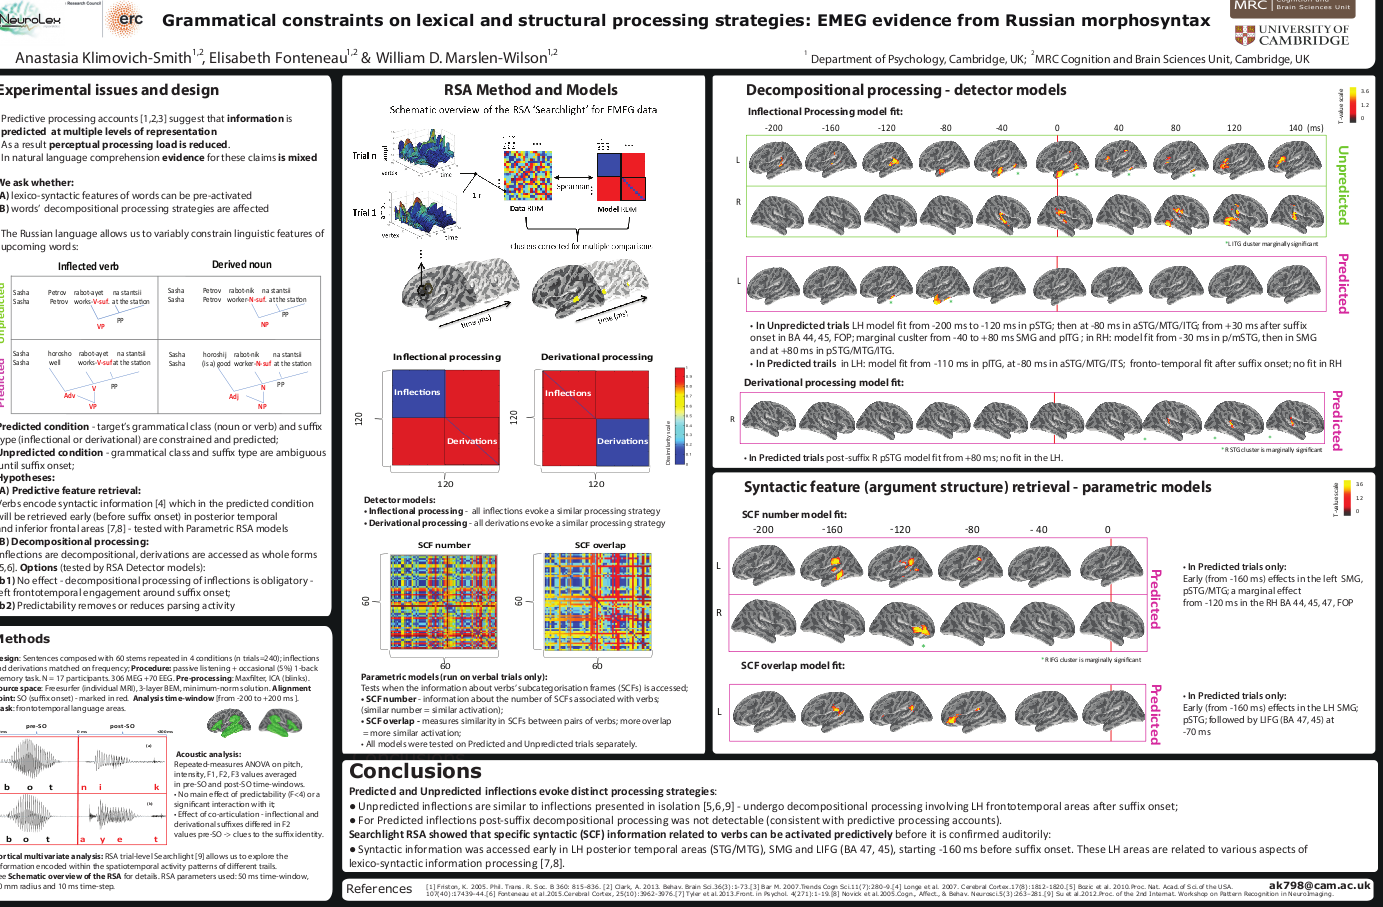 NeuroLex
Research Council
erc
Grammatical constraints on lexical and structural processing strategies: EMEG evidence from Russian morphosyntax
MRC
Cognition and
Brain Sciences Unit
UNIVERSITY OF
CAMBRIDGE
Anastasia Klimovich-Smith1,2, Elisabeth Fonteneau1,2 & William D. Marslen-Wilson1,2
1 Department of Psychology, Cambridge, UK; 2MRC Cognition and Brain Sciences Unit, Cambridge, UK
Experimental issues and design
Predictive processing accounts [1,2,3] suggest that information is
predicted at multiple levels of representation
As a result perceptual processing load is reduced.
In natural language comprehension evidence for these claims is mixed
We ask whether:
A) lexico-syntactic features of words can be pre-activated
B) words' decompositional processing strategies are affected
The Russian language allows us to variably constrain linguistic features of
upcoming words:
Inflected verb
Derived noun
Unpredicted
Sasha Petrov rabot-ayet na stantsii
Sasha Petrov works-V-suf. at the station
PP
VP
Sasha Petrov rabot-nik na stantsii
Sasha Petrov worker-N-suf. at the station
PP
NP
Predicted
Sasha horosho rabot-ayet na stantsii
Sasha well works-V-suf at the station
V PP
Adv
VP
Sasha horoshij rabot-nik na stantsii
Sasha (is a) good worker-N-suf at the station
N PP
Adj
NP
Predicted condition - target's grammatical class (noun or verb) and suffix
type (inflectional or derivational) are constrained and predicted;
Unpredicted condition - grammatical class and suffix type are ambiguous
until suffix onset;
Hypotheses:
(A) Predictive feature retrieval:
Verbs encode syntactic information [4] which in the predicted condition
will be retrieved early (before suffix onset) in posterior temporal
and inferior frontal areas [7,8] - tested with Parametric RSA models
(B) Decompositional processing:
Inflections are decompositional, derivations are accessed as whole forms
[5,6]. Options (tested by RSA Detector models):
(b1) No effect - decompositional processing of inflections is obligatory -
left frontotemporal engagement around suffix onset;
(b2) Predictability removes or reduces parsing activity
Methods
Design: Sentences composed with 60 stems repeated in 4 conditions (n trials=240); inflections
and derivations matched on frequency; Procedure: passive listening + occasional (5%) 1-back
memory task. N = 17 participants. 306 MEG +70 EEG. Pre-processing: Maxfilter, ICA (blinks).
Source space: Freesurfer (individual MRI), 3-layer BEM, minimum-norm solution. Alignment
point: SO (suffix onset) - marked in red. Analysis time-window [from -200 to +200 ms].
Mask: frontotemporal language areas.
pre-SO post-SO
0 ms
(a)
b o t n i k
(b)
b o t a y e t
Acoustic analysis:
Repeated-measures ANOVA on pitch,
intensity, F1, F2, F3 values averaged
in pre-SO and post-SO time-windows.
• No main effect of predictability (F<4) or a
significant interaction with it;
• Effect of co-articulation - inflectional and
derivational suffixes differed in F2
values pre-SO -> clues to the suffix identity.
Cortical multivariate analysis: RSA trial-level Searchlight [9] allows us to explore the
information encoded within the spatiotemporal activity patterns of different trails.
See Schematic overview of the RSA for details. RSA parameters used: 50 ms time-window,
mm radius and 10 ms time-step.
RSA Method and Models
Schematic overview of the RSA 'Searchlight' for EMEG data
Trial n
ampl
vertex
time
Trial 1
vertex
time
1-r
Spearman
Data RDM
Model RDM
Clusters corrected for multiple comparisons
time (ms)
time (ms)
Inflectional processing
Derivational processing
Inflections
Derivations
120
120
Inflections
Derivations
120
120
Dissimilarity scale
Detector models:
• Inflectional processing - all inflections evoke a similar processing strategy
• Derivational processing - all derivations evoke a similar processing strategy
SCF number
SCF overlap
60
60
60
60
Parametric models (run on verbal trials only):
Tests when the information about verbs' subcategorisation frames (SCFs) is accessed;
• SCF number - information about the number of SCFs associated with verbs;
(similar number = similar activation);
• SCF overlap - measures similarity in SCFs between pairs of verbs; more overlap
= more similar activation;
• All models were tested on Predicted and Unpredicted trials separately.
Decompositional processing - detector models
Inflectional Processing model fit:
T-value scale
3.6
1.2
0
-200 -160 -120 -80 0 40 80 120 140 (ms)
L
R
Unpredicted
*L ITG cluster marginally significant
L
Predicted
• In Unpredicted trials LH model fit from -200 ms to -120 ms in pSTG; then at -80 ms in aSTG/MTG/ITG; from +30 ms after suffix
onset in BA 44, 45, FOP; marginal cuslter from -40 to +80 ms SMG and pITG ; in RH: model fit from -30 ms in p/mSTG, then in SMG
and at +80 ms in pSTG/MTG/ITG.
• In Predicted trials in LH: model fit from -110 ms in pITG, at -80 ms in aSTG/MTG/ITS; fronto-temporal fit after suffix onset; no fit in RH
Derivational processing model fit:
R
Predicted
* R STG cluster is marginally significant
• In Predicted trials post-suffix R pSTG model fit from +80 ms; no fit in the LH.
Syntactic feature (argument structure) retrieval - parametric models
T-value scale
36
12
0
SCF number model fit:
-200 -160 -120 -80 - 40 0
L
R
Predicted
* R IFG cluster is marginally significant
• In Predicted trials only:
Early (from -160 ms) effects in the left SMG,
pSTG/MTG; a marginal effect
from -120 ms in the RH BA 44, 45, 47, FOP
SCF overlap model fit:
L
Predicted
• In Predicted trials only:
Early (from -160 ms) effects in the LH SMG;
pSTG; followed by LIFG (BA 47, 45) at
-70 ms
Conclusions
Predicted and Unpredicted inflections evoke distinct processing strategies:
● Unpredicted inflections are similar to inflections presented in isolation [5,6,9] - undergo decompositional processing involving LH frontotemporal areas after suffix onset;
● For Predicted inflections post-suffix decompositional processing was not detectable (consistent with predictive processing accounts).
Searchlight RSA showed that specific syntactic (SCF) information related to verbs can be activated predictively before it is confirmed auditorily:
● Syntactic information was accessed early in LH posterior temporal areas (STG/MTG), SMG and LIFG (BA 47, 45), starting -160 ms before suffix onset. These LH areas are related to various aspects of
lexico-syntactic information processing [7,8].
References
[1] Friston, K. 2005. Phil. Trans. R. Soc. B 360: 815-836. [2] Clark, A. 2013. Behav. Brain Sci.36(3):1-73.[3] Bar M. 2007.Trends Cogn Sci.11(7):280-9.[4] Longe et al. 2007. Cerebral Cortex.17(8):1812-1820.[5] Bozic et al. 2010.Proc. Nat. Acad.of Sci.of the USA.
107(40):17439-44.[6] Fonteneau et al.2015.Cerebral Cortex, 25(10):3962-3976.[7] Tyler et al.2013.Front. in Psychol. 4(271):1-19.[8] Novick et al.2005.Cogn., Affect., & Behav. Neurosci.5(3):263-281.[9] Su et al.2012.Proc. of the 2nd Internat. Workshop on Pattern Recognition in NeuroImaging.
ak798@cam.ac.uk